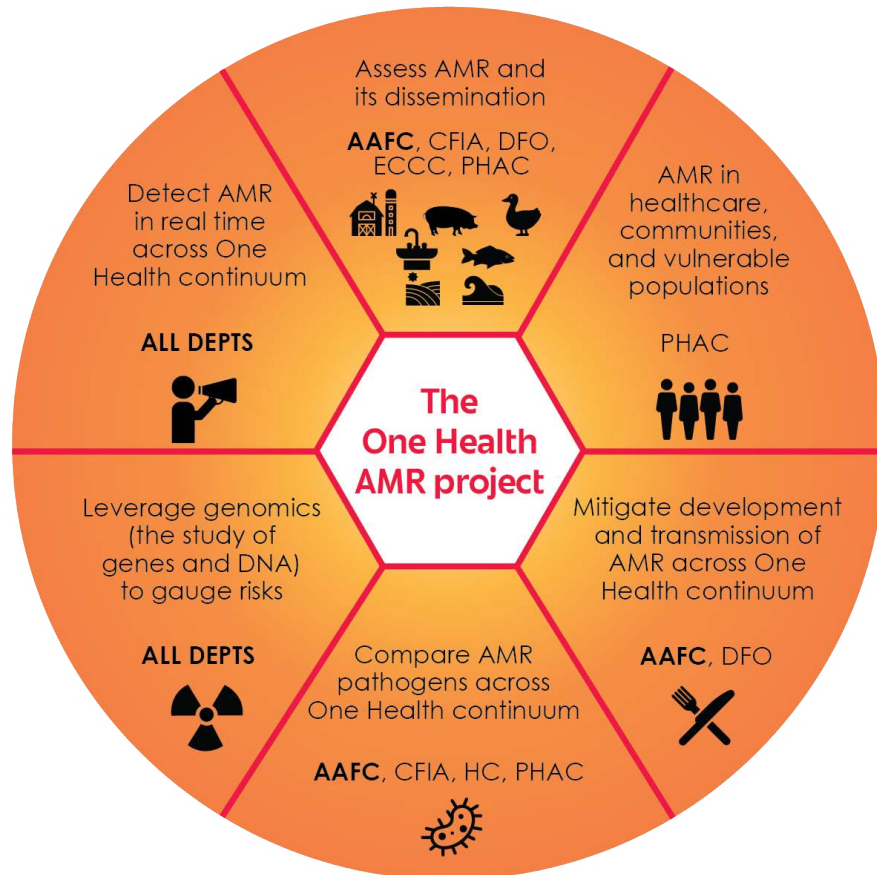 Assess AMR and
its dissemination
AAFC, CFIA, DFO,
ECCC, PHAC
AMR in
healthcare,
communities,
and vulnerable
populations
PHAC
Mitigate development
and transmission of
AMR across One
Health continuum
AAFC, DFO
Compare AMR
pathogens across
One Health continuum
AAFC, CFIA, HC, PHAC
Leverage genomics
(the study of
genes and DNA)
to gauge risks
ALL DEPTS
Detect AMR
in real time
across One
Health continuum
ALL DEPTS
The
One Health
AMR project